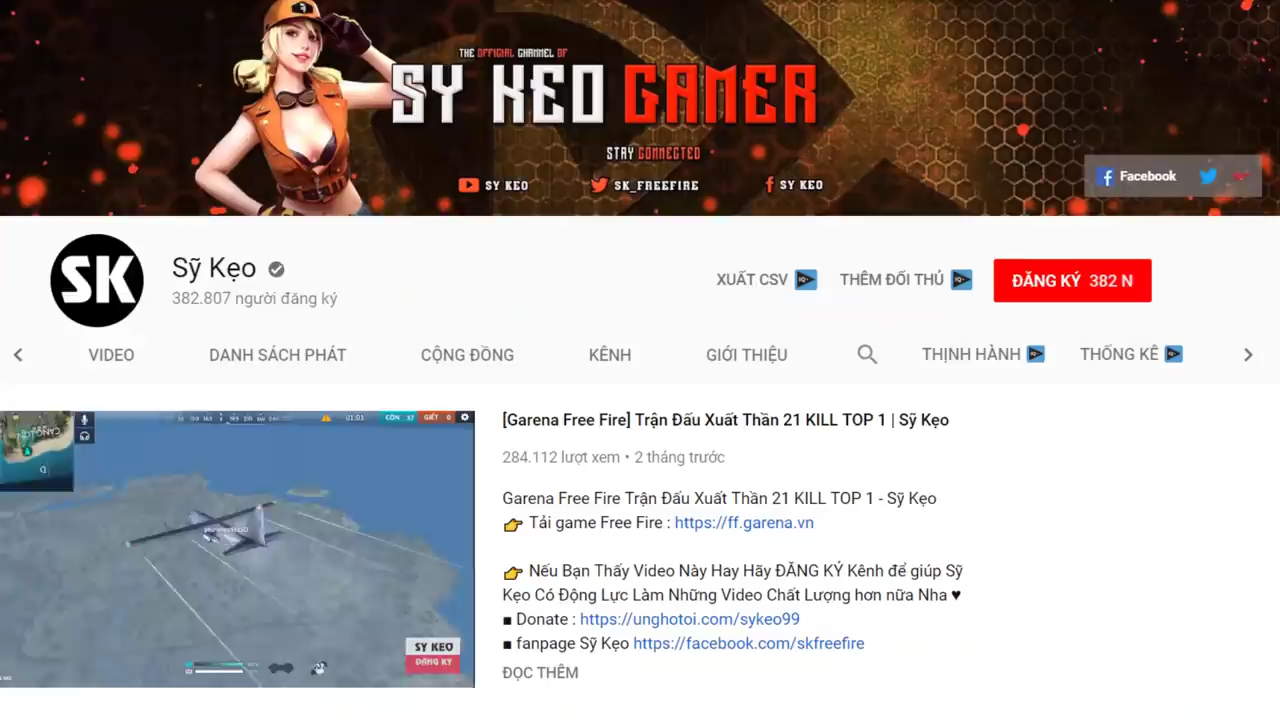 THE OFFICIAL CHANNEL OF
SY KEO GAMER
STAY CONNECTED
SY KEO
SK_FREEFIRE
SY KEO
Facebook
SK
Sỹ Kẹo
382.807 người đăng ký
XUẤT CSV
THÊM ĐỐI THỦ
ĐĂNG KÝ 382 N
VIDEO
DANH SÁCH PHÁT
CỘNG ĐỒNG
KÊNH
GIỚI THIỆU
THỊNH HÀNH
THỐNG KÊ
01:01
CÒN 37
GIẾT 0
SY KEO
ĐĂNG KÝ
[Garena Free Fire] Trận Đấu Xuất Thần 21 KILL TOP 1 | Sỹ Kẹo
284.112 lượt xem • 2 tháng trước
Garena Free Fire Trận Đấu Xuất Thần 21 KILL TOP 1 - Sỹ Kẹo
👉 Tải game Free Fire : https://ff.garena.vn
👉 Nếu Bạn Thấy Video Này Hay Hãy ĐĂNG KÝ Kênh để giúp Sỹ
Kẹo Có Động Lực Làm Những Video Chất Lượng hơn nữa Nha ♥
■ Donate : https://unghotoi.com/sykeo99
■ fanpage Sỹ Kẹo https://facebook.com/skfreefire
ĐỌC THÊM